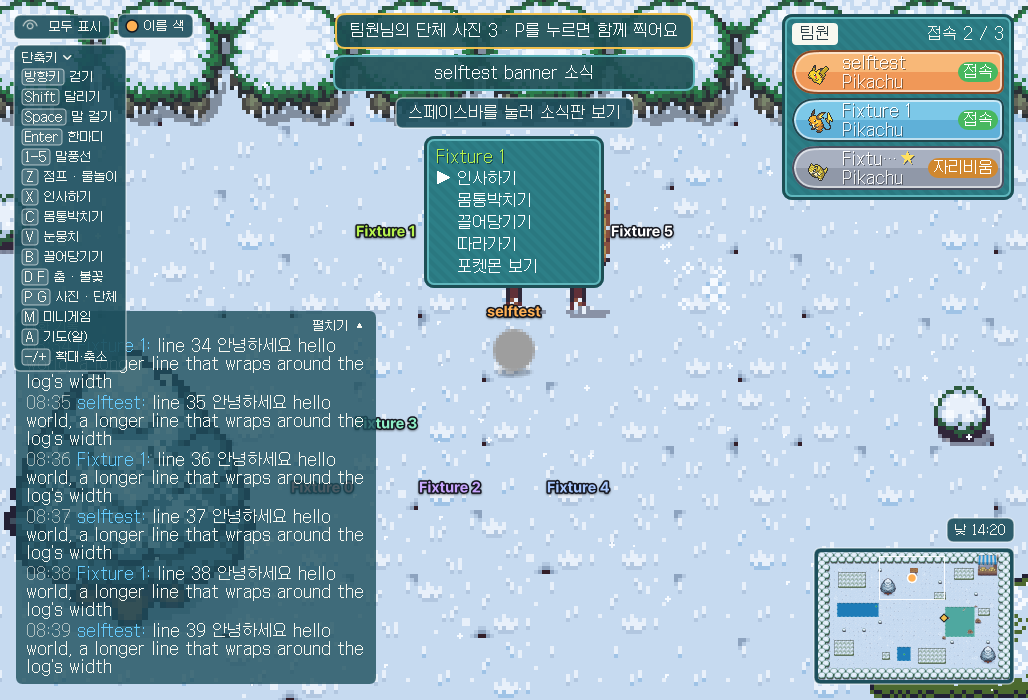 모두 표시
이름 색
단축키
방향키 걷기
Shift 달리기
Space 말 걸기
Enter 한마디
1-5 말풍선
Z 점프 · 물놀이
X 인사하기
C 몸통박치기
V 눈뭉치
B 끌어당기기
D F 춤 · 불꽃
P G 사진 · 단체
M 미니게임
A 기도(알)
-/+ 확대·축소
팀원님의 단체 사진 3 · P를 누르면 함께 찍어요
selftest banner 소식
스페이스바를 눌러 소식판 보기
팀원 접속 2 / 3
selftest
Pikachu
접속
Fixture 1
Pikachu
접속
Fixtu… ★
Pikachu
자리비움
Fixture 1
▶ 인사하기
몸통박치기
끌어당기기
따라가기
포켓몬 보기
Fixture 1
Fixture 5
selftest
Fixture 3
Fixture 0
Fixture 2
Fixture 4
펼치기 ▲
1: line 34 안녕하세요 hello
longer line that wraps around the
log's width
08:35 selftest: line 35 안녕하세요 hello
world, a longer line that wraps around the
log's width
08:36 Fixture 1: line 36 안녕하세요 hello
world, a longer line that wraps around the
log's width
08:37 selftest: line 37 안녕하세요 hello
world, a longer line that wraps around the
log's width
08:38 Fixture 1: line 38 안녕하세요 hello
world, a longer line that wraps around the
log's width
08:39 selftest: line 39 안녕하세요 hello
world, a longer line that wraps around the
log's width
낮 14:20